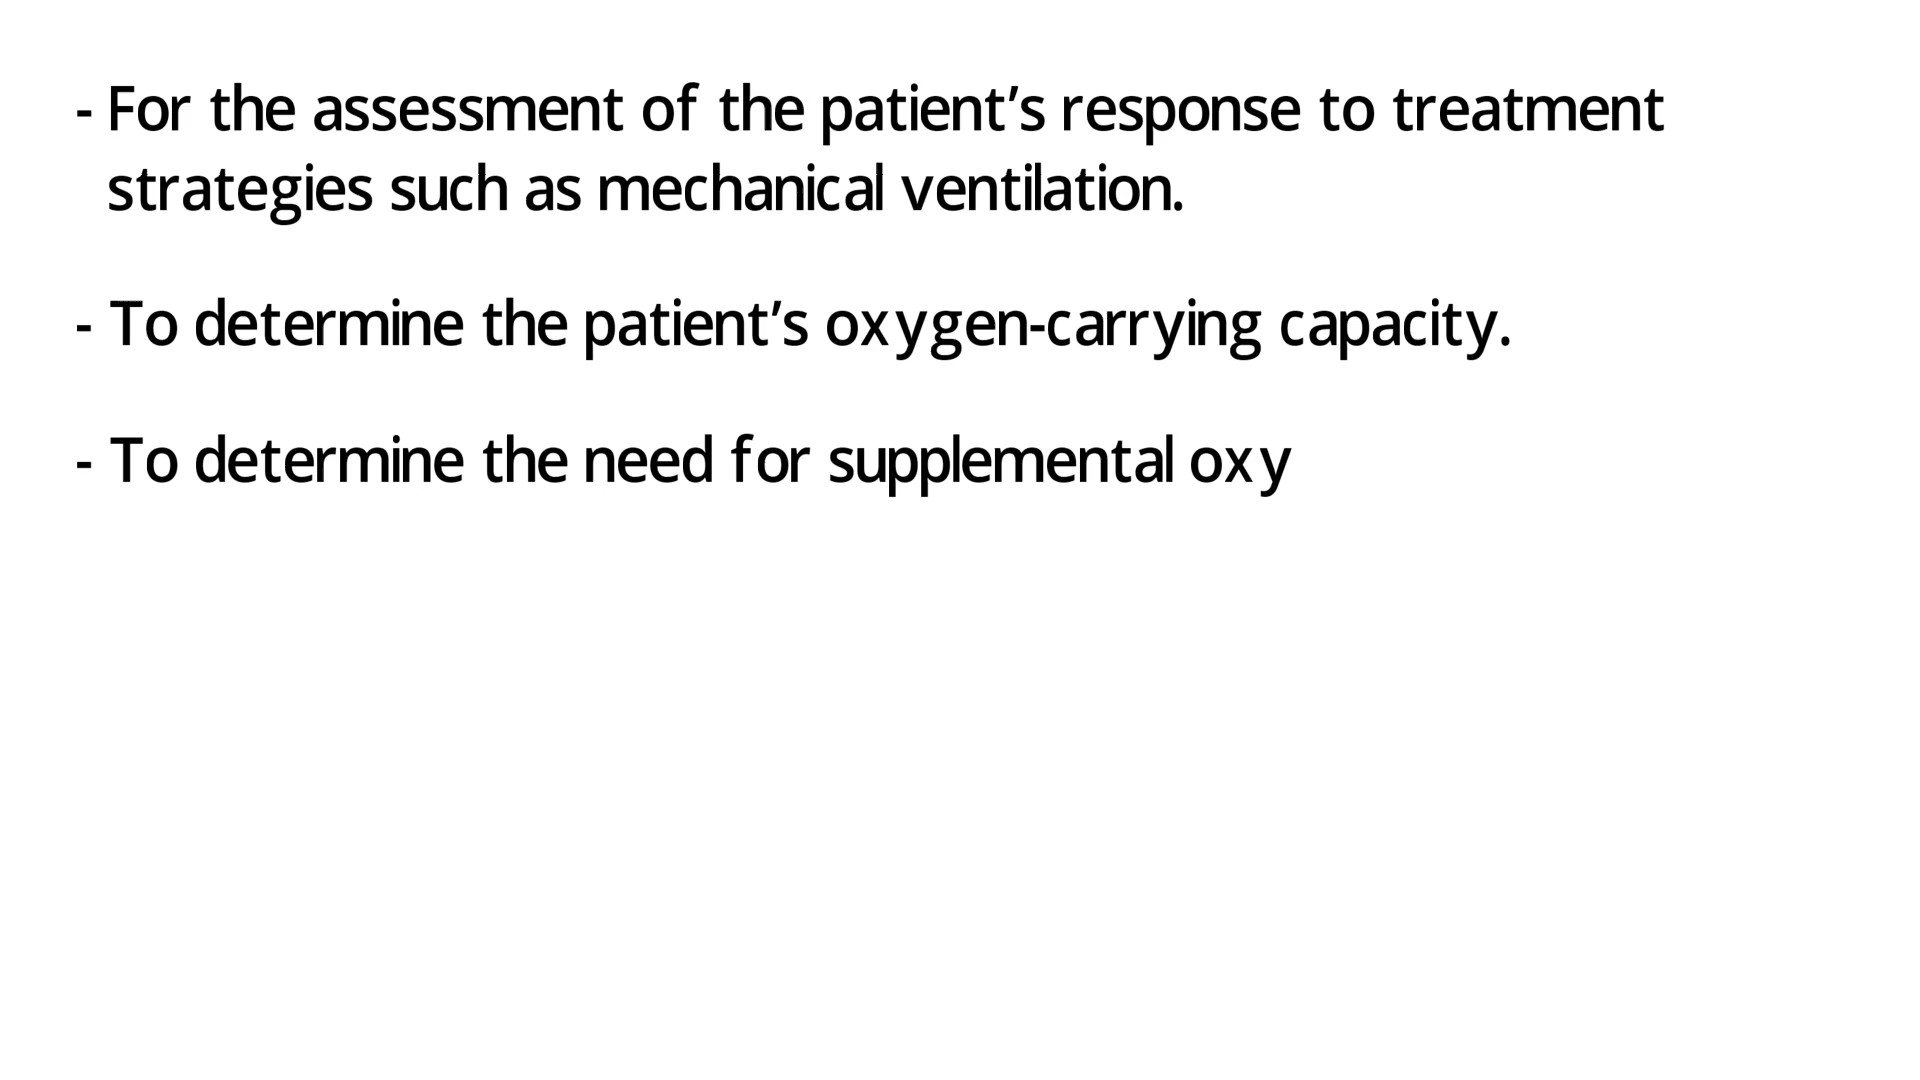 - For the assessment of the patient’s response to treatment
strategies such as mechanical ventilation.
- To determine the patient’s oxygen-carrying capacity.
- To determine the need for supplemental oxy